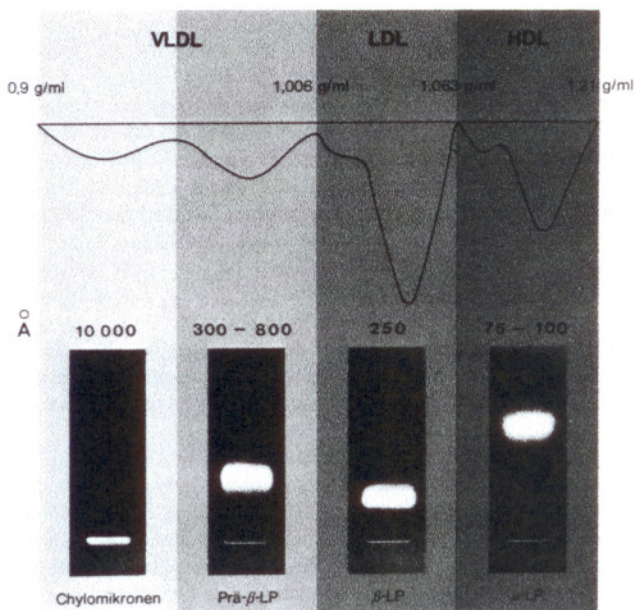 VLDL LDL HDL
0,9 g/ml 1,006 g/ml 1,063 g/ml 1,21 g/ml
Å 10 000 300 – 800 250 75 – 100
Chylomikronen Prä-β-LP β-LP α-LP